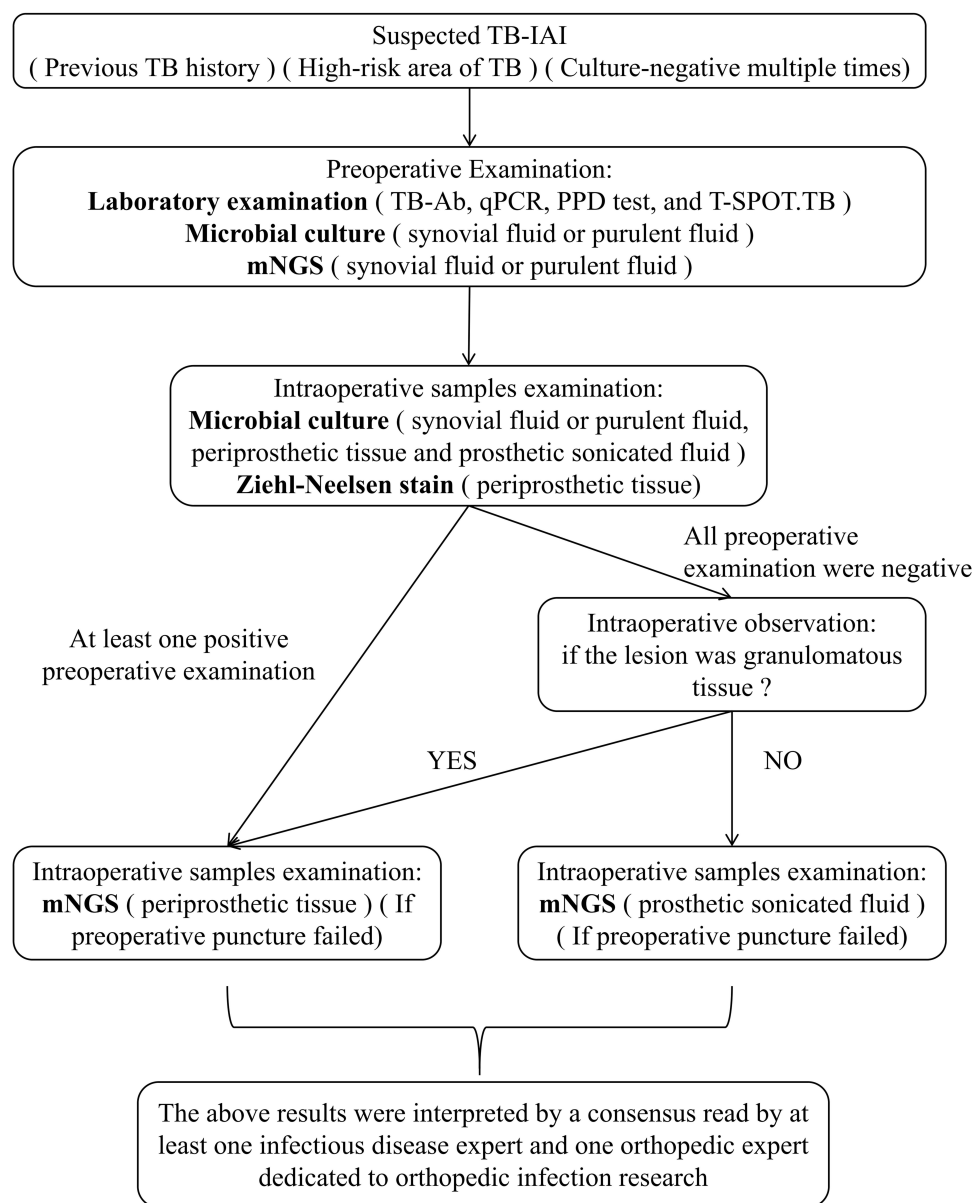 Suspected TB-IAI
( Previous TB history ) ( High-risk area of TB ) ( Culture-negative multiple times)
Preoperative Examination:
Laboratory examination ( TB-Ab, qPCR, PPD test, and T-SPOT.TB )
Microbial culture ( synovial fluid or purulent fluid )
mNGS ( synovial fluid or purulent fluid )
Intraoperative samples examination:
Microbial culture ( synovial fluid or purulent fluid,
periprosthetic tissue and prosthetic sonicated fluid )
Ziehl-Neelsen stain ( periprosthetic tissue)
All preoperative
examination were negative
At least one positive
preoperative examination
Intraoperative observation:
if the lesion was granulomatous
tissue ?
YES
NO
Intraoperative samples examination:
mNGS ( periprosthetic tissue ) ( If
preoperative puncture failed)
Intraoperative samples examination:
mNGS ( prosthetic sonicated fluid )
( If preoperative puncture failed)
The above results were interpreted by a consensus read by at
least one infectious disease expert and one orthopedic expert
dedicated to orthopedic infection research